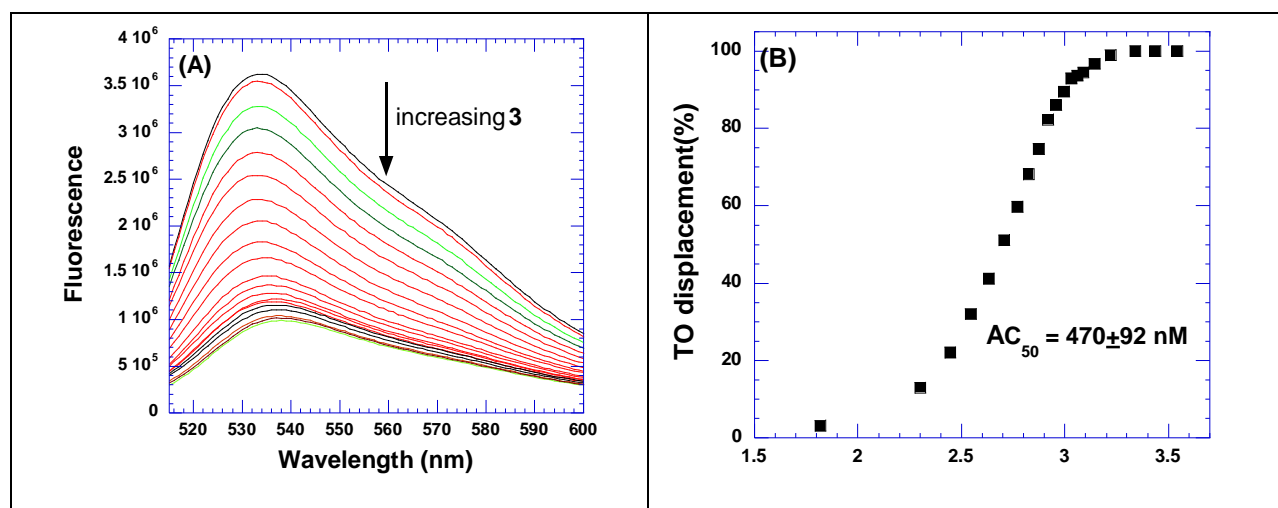 (A)
increasing 3
Fluorescence
4 10⁶
3.5 10⁶
3 10⁶
2.5 10⁶
2 10⁶
1.5 10⁶
1 10⁶
5 10⁵
0
520 530 540 550 560 570 580 590 600
Wavelength (nm)
(B)
TO displacement(%)
100
80
60
40
20
0
AC₅₀ = 470±92 nM
1.5 2 2.5 3 3.5